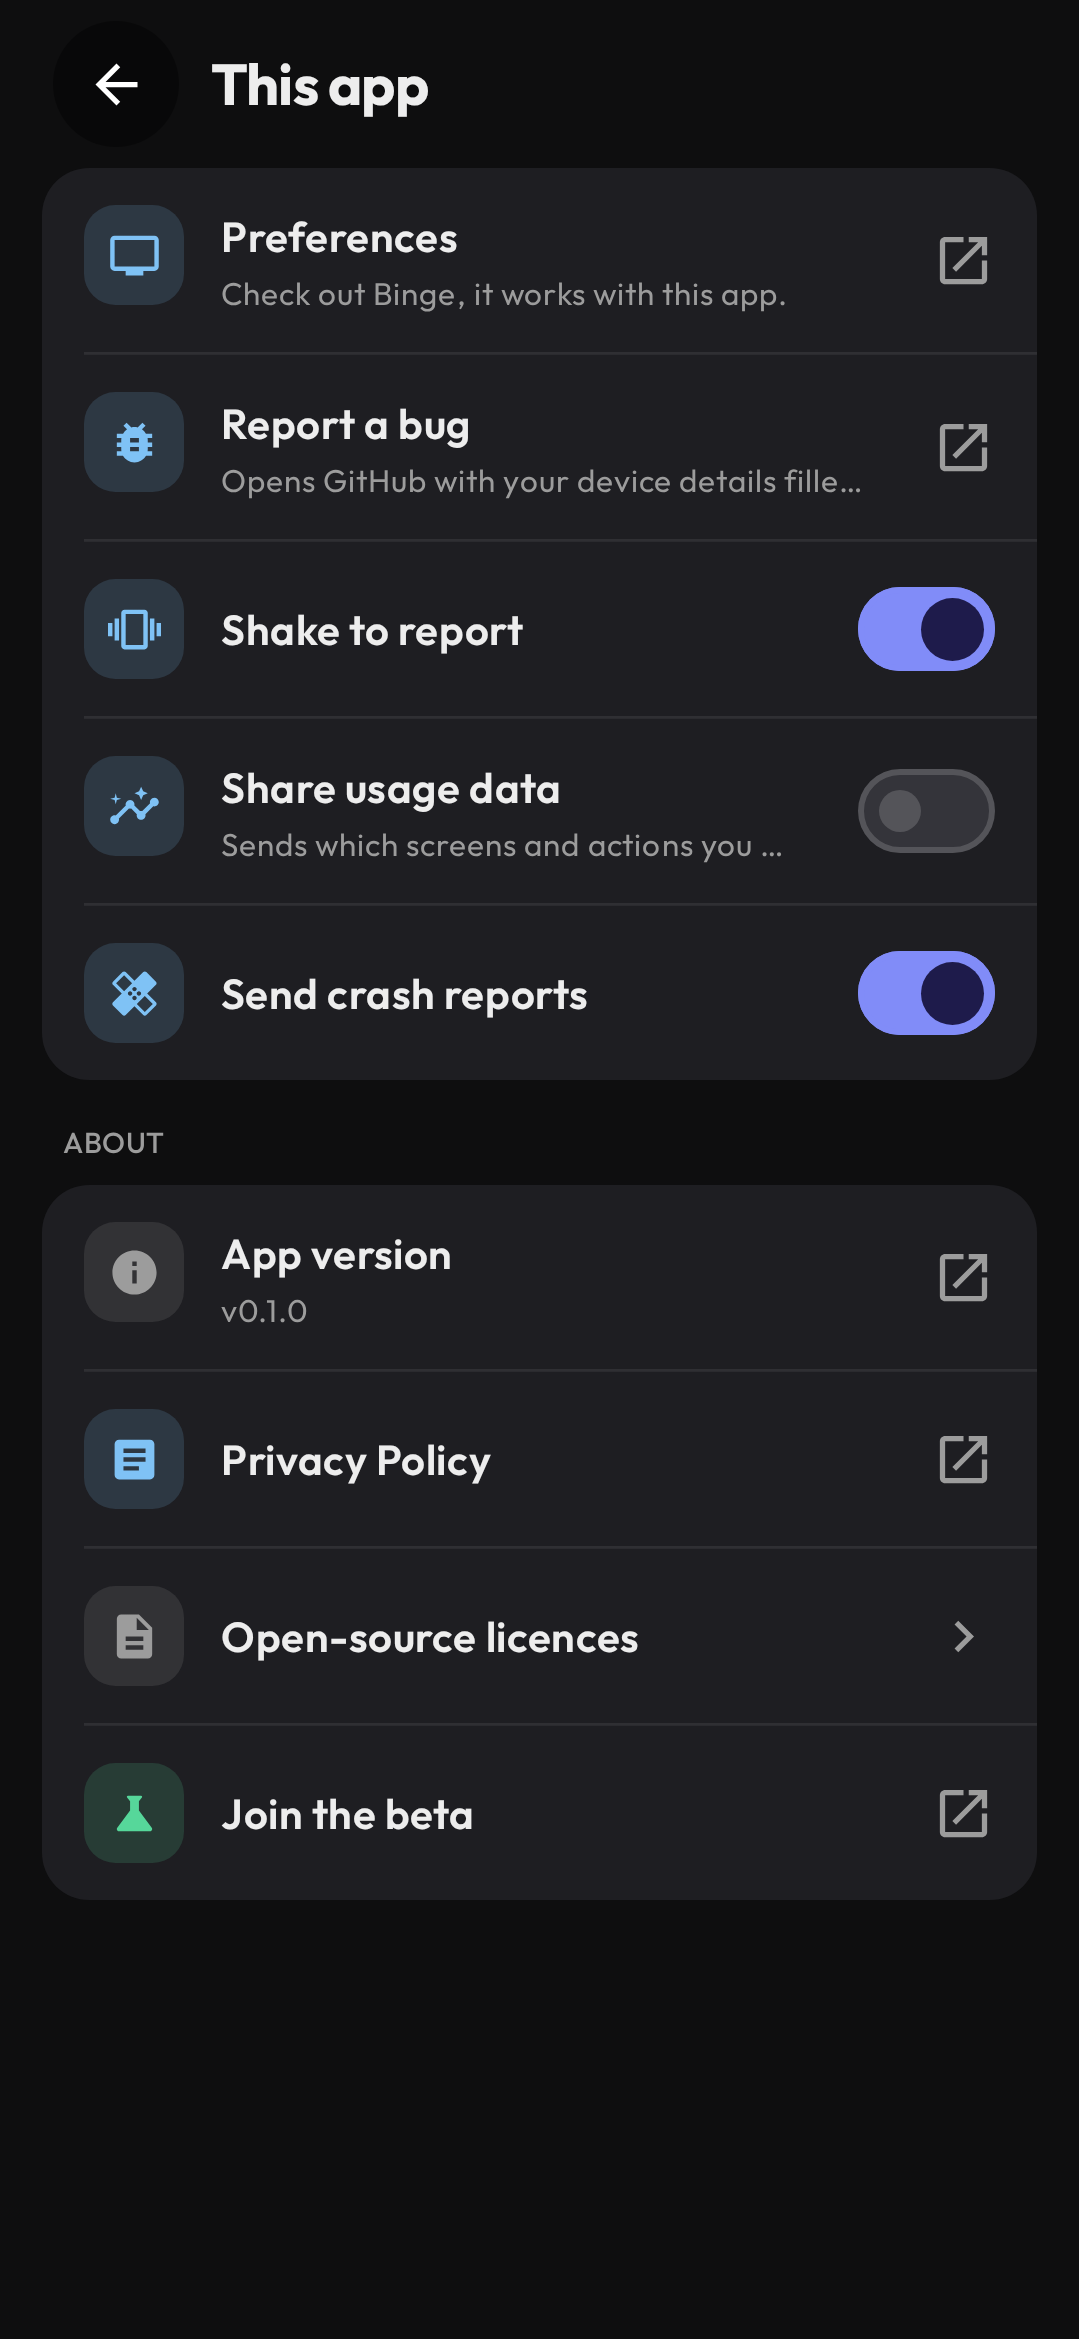 This app
Preferences
Check out Binge, it works with this app.
Report a bug
Opens GitHub with your device details fille...
Shake to report
Share usage data
Sends which screens and actions you ...
Send crash reports
ABOUT
App version
v0.1.0
Privacy Policy
Open-source licences
Join the beta